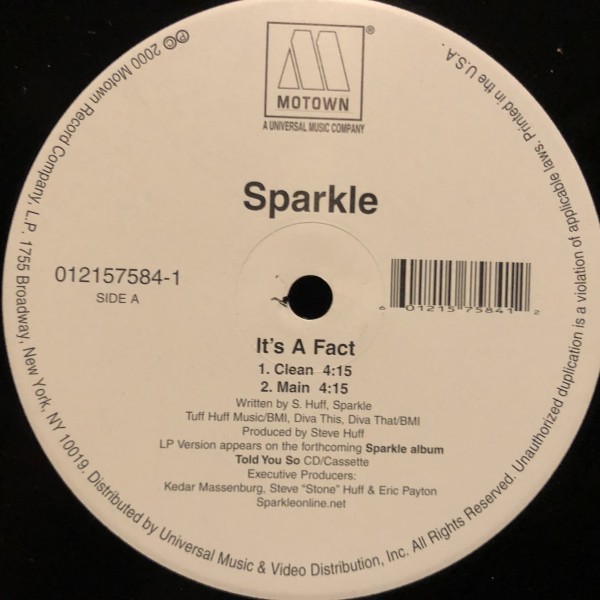 MOTOWN®
A UNIVERSAL MUSIC COMPANY
Sparkle
012157584-1
SIDE A
6 01215 75841 2
It's A Fact
1. Clean 4:15
2. Main 4:15
Written by S. Huff, Sparkle
Tuff Huff Music/BMI, Diva This, Diva That/BMI
Produced by Steve Huff
LP Version appears on the forthcoming Sparkle album
Told You So CD/Cassette
Executive Producers:
Kedar Massenburg, Steve "Stone" Huff & Eric Payton
Sparkleonline.net
℗© 2000 Motown Record Company, L.P. 1755 Broadway, New York, NY 10019. Distributed by Universal Music & Video Distribution, Inc. All Rights Reserved. Unauthorized duplication is a violation of applicable laws. Printed in the U.S.A.